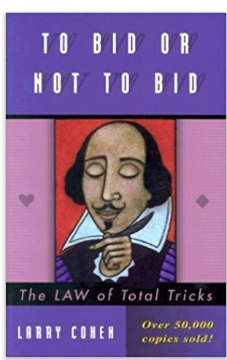 TO BID OR
NOT TO BID
The LAW of Total Tricks
LARRY COHEN
Over 50,000
copies sold!